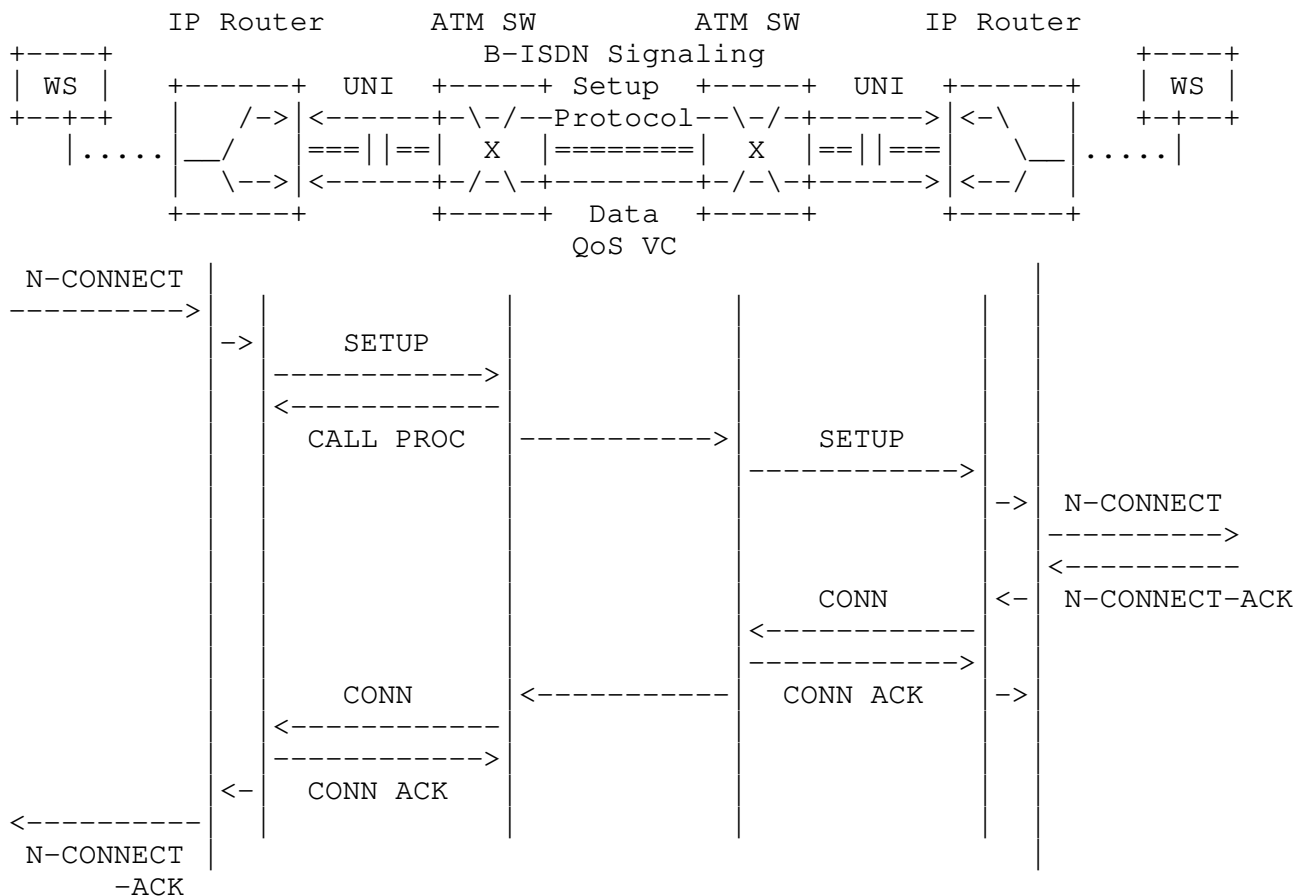 IP Router ATM SW ATM SW IP Router
B-ISDN Signaling
WS UNI Setup UNI WS
Protocol
X X
Data
QoS VC
N-CONNECT
SETUP
CALL PROC SETUP
N-CONNECT
CONN N-CONNECT-ACK
CONN CONN ACK
CONN ACK
N-CONNECT
-ACK